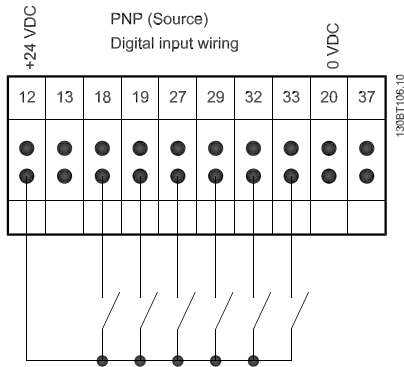 PNP (Source)
Digital input wiring
+24 VDC
0 VDC
12 13 18 19 27 29 32 33 20 37
130BT106.10